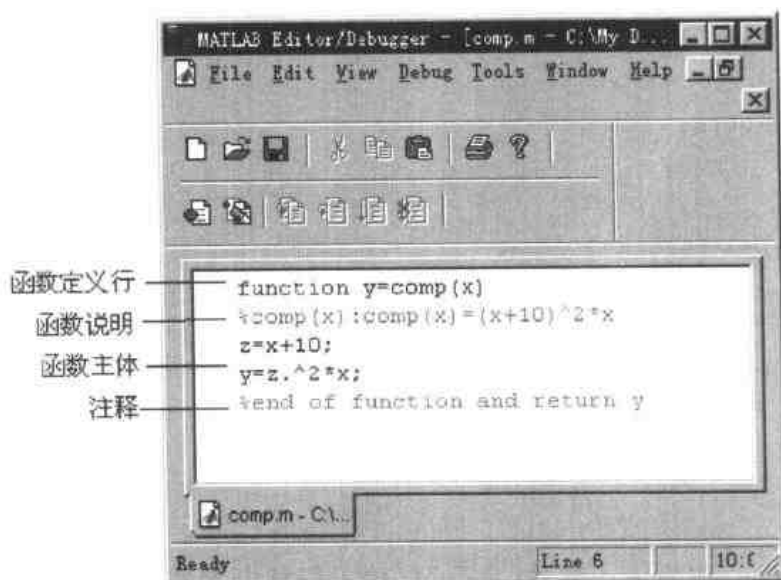 MATLAB Editor/Debugger - [comp.m - C:\My D...
File Edit View Debug Tools Window Help
函数定义行
function y=comp(x)
函数说明
%comp(x):comp(x)=(x+10)^2*x
z=x+10;
函数主体
y=z.^2*x;
注释
%end of function and return y
comp.m - C:\...
Ready
Line 6